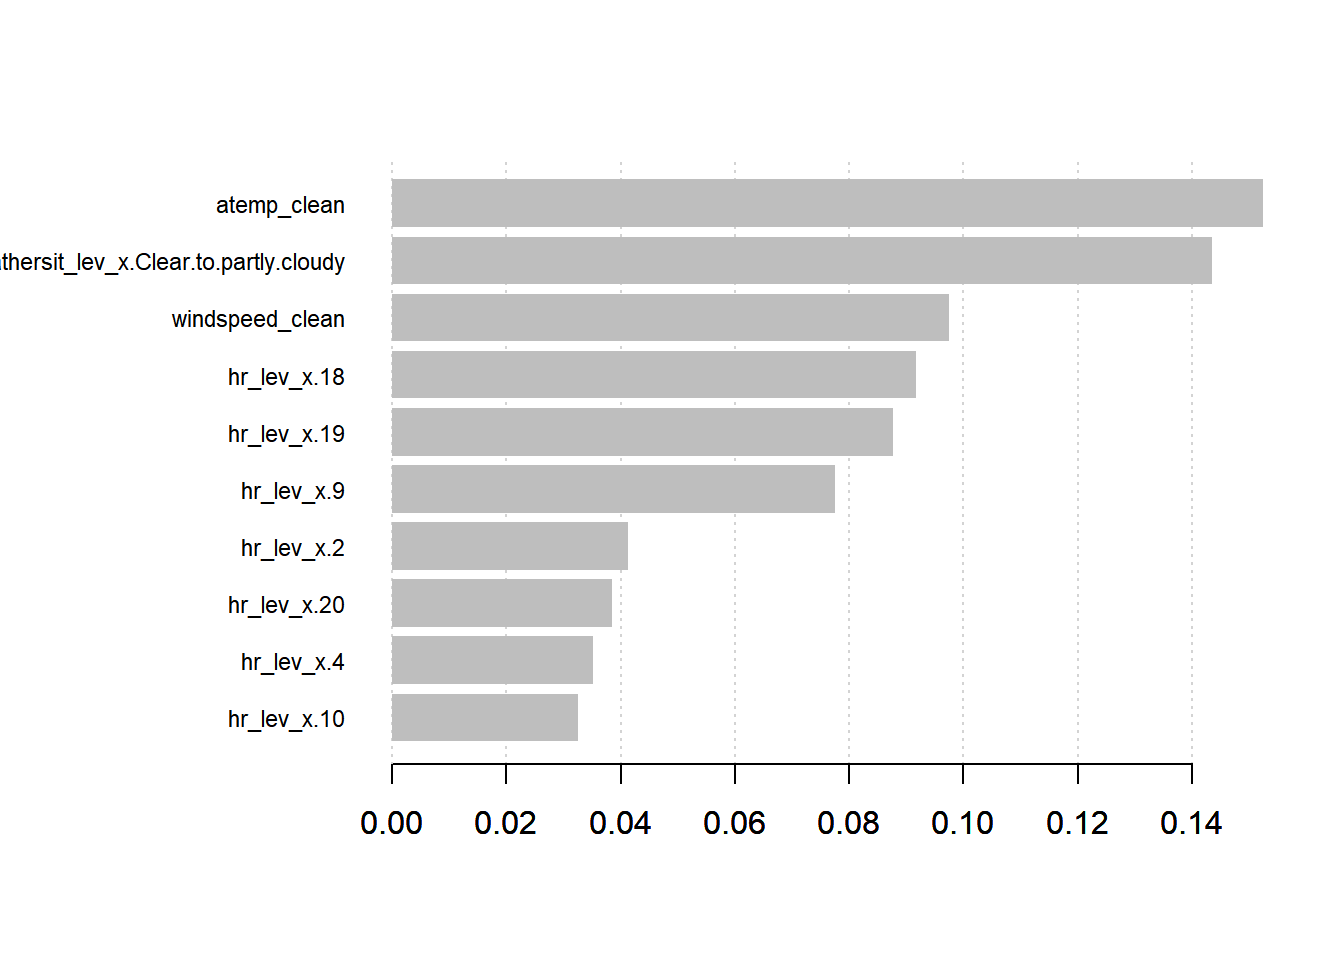 atemp_clean
thersit_lev_x.Clear.to.partly.cloudy
windspeed_clean
hr_lev_x.18
hr_lev_x.19
hr_lev_x.9
hr_lev_x.2
hr_lev_x.20
hr_lev_x.4
hr_lev_x.10
0.00 0.02 0.04 0.06 0.08 0.10 0.12 0.14